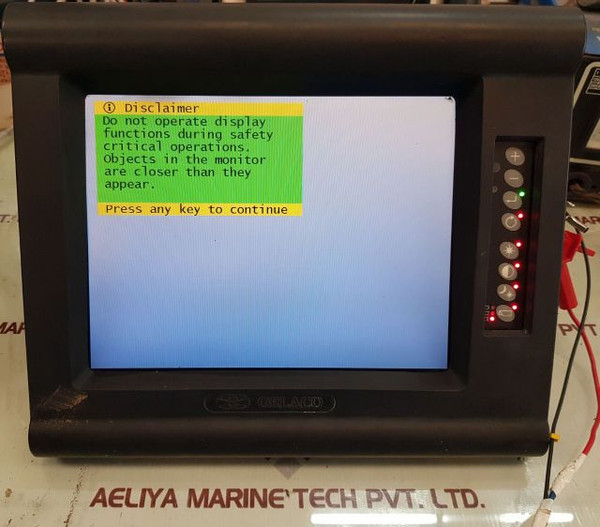 ⓘ Disclaimer
Do not operate display
functions during safety
critical operations.
Objects in the monitor
are closer than they
appear.
Press any key to continue
ORLACO
AELIYA MARINE TECH PVT. LTD.